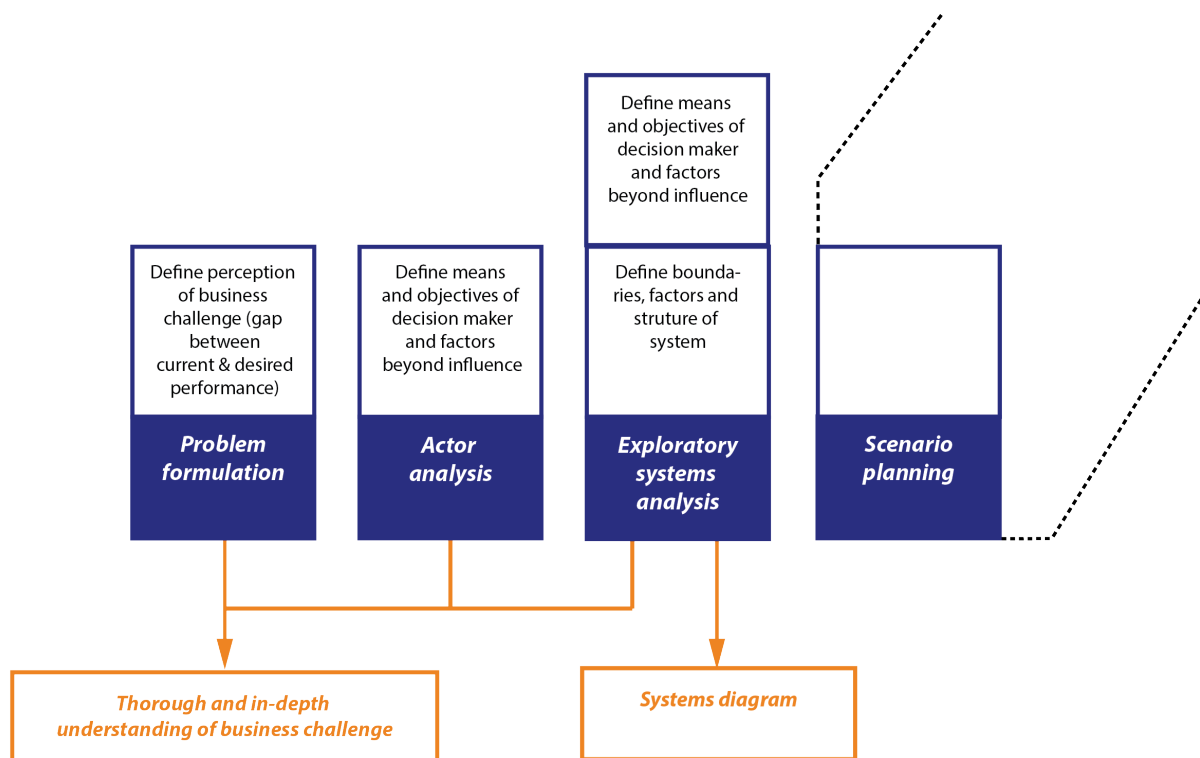 Define means
and objectives of
decision maker
and factors
beyond influence
Define perception
of business
challenge (gap
between
current & desired
performance)
Define means
and objectives of
decision maker
and factors
beyond influence
Define bounda-
ries, factors and
struture of
system
Problem
formulation
Actor
analysis
Exploratory
systems
analysis
Scenario
planning
Thorough and in-depth
understanding of business challenge
Systems diagram